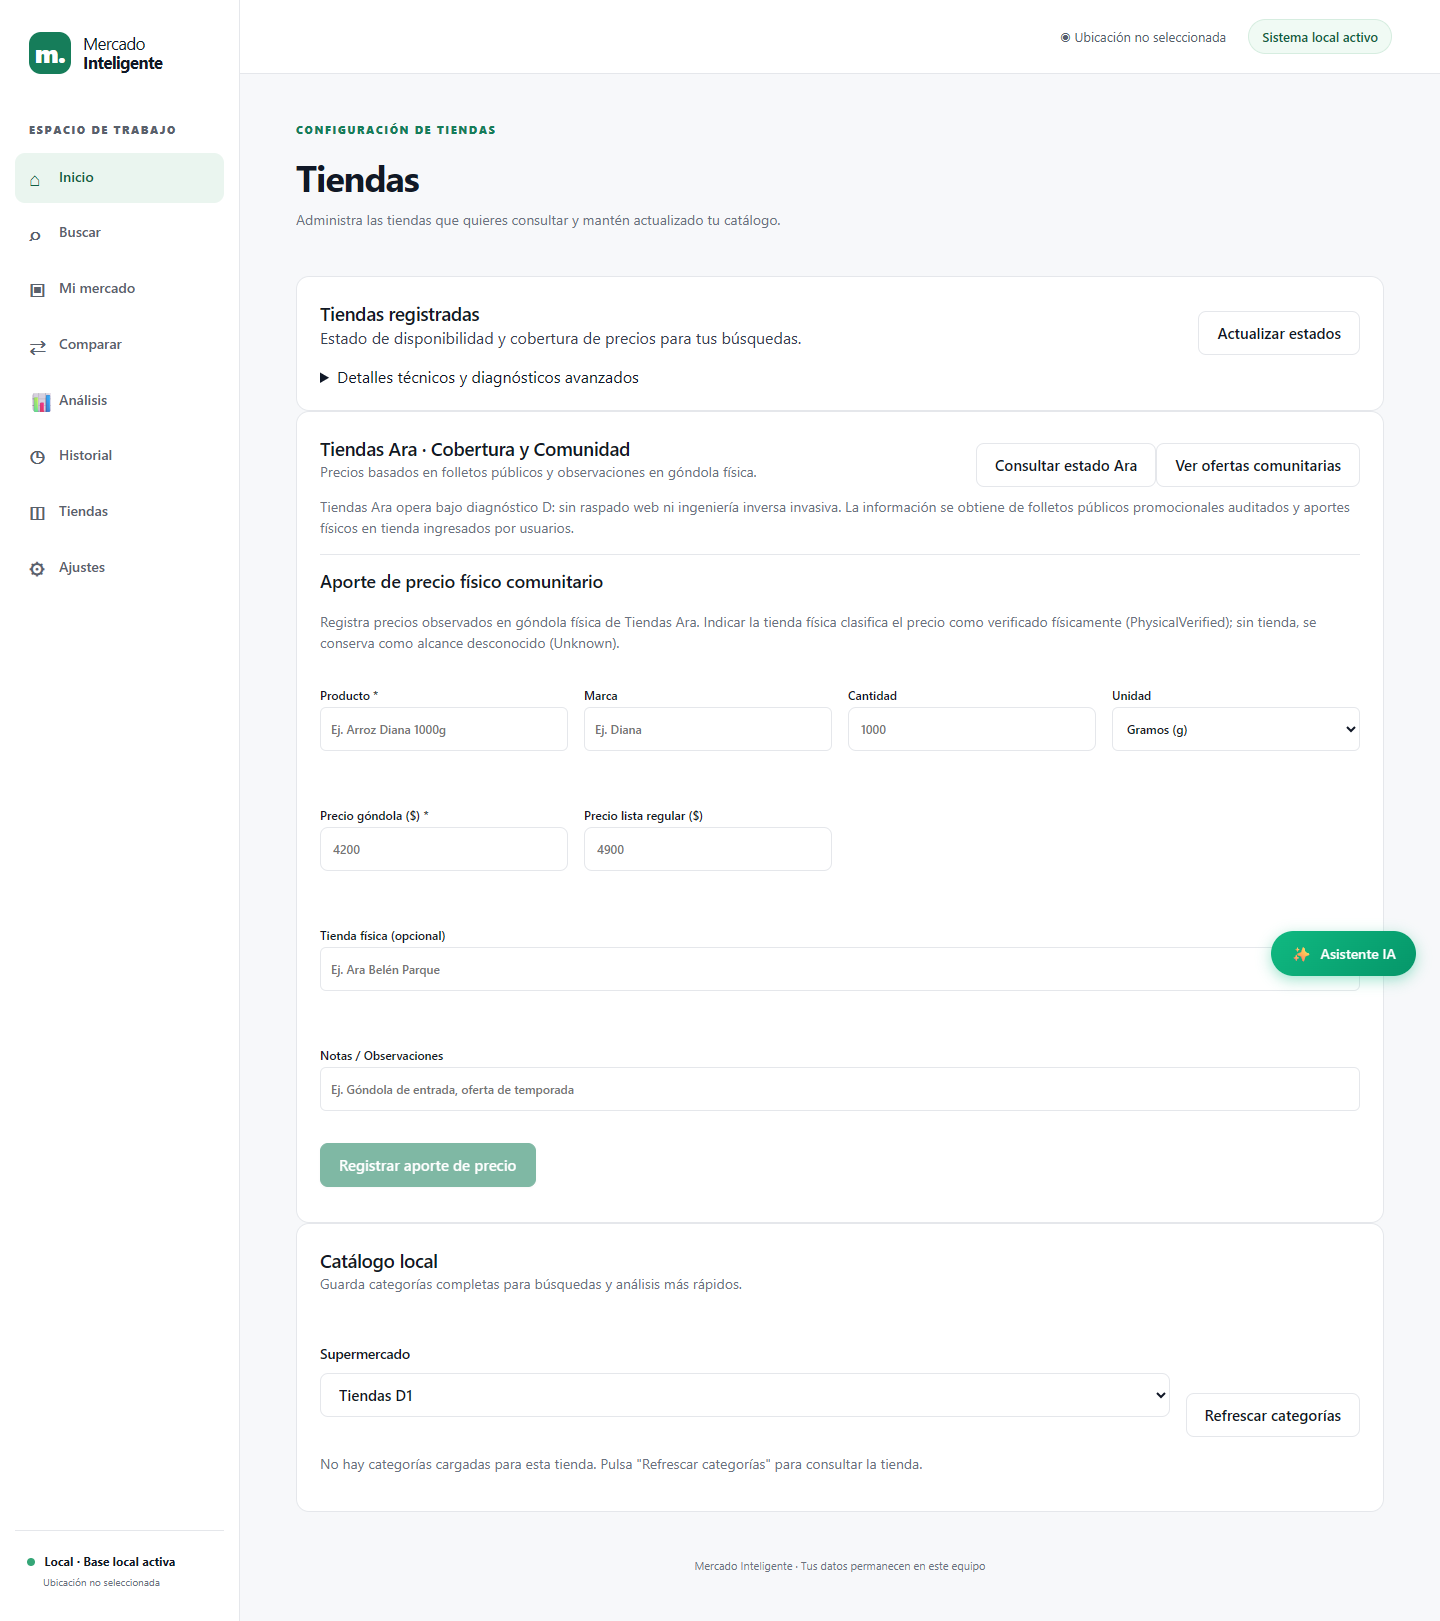 m.
Mercado
Inteligente
ESPACIO DE TRABAJO
Inicio
Buscar
Mi mercado
Comparar
Análisis
Historial
Tiendas
Ajustes
Local · Base local activa
Ubicación no seleccionada
Ubicación no seleccionada
Sistema local activo
CONFIGURACIÓN DE TIENDAS
Tiendas
Administra las tiendas que quieres consultar y mantén actualizado tu catálogo.
Tiendas registradas
Estado de disponibilidad y cobertura de precios para tus búsquedas.
Actualizar estados
Detalles técnicos y diagnósticos avanzados
Tiendas Ara · Cobertura y Comunidad
Precios basados en folletos públicos y observaciones en góndola física.
Consultar estado Ara
Ver ofertas comunitarias
Tiendas Ara opera bajo diagnóstico D: sin raspado web ni ingeniería inversa invasiva. La información se obtiene de folletos públicos promocionales auditados y aportes
físicos en tienda ingresados por usuarios.
Aporte de precio físico comunitario
Registra precios observados en góndola física de Tiendas Ara. Indicar la tienda física clasifica el precio como verificado físicamente (PhysicalVerified); sin tienda, se
conserva como alcance desconocido (Unknown).
Producto *
Marca
Cantidad
Unidad
Ej. Arroz Diana 1000g
Ej. Diana
1000
Gramos (g)
Precio góndola ($) *
Precio lista regular ($)
4200
4900
Tienda física (opcional)
Ej. Ara Belén Parque
Asistente IA
Notas / Observaciones
Ej. Góndola de entrada, oferta de temporada
Registrar aporte de precio
Catálogo local
Guarda categorías completas para búsquedas y análisis más rápidos.
Supermercado
Tiendas D1
Refrescar categorías
No hay categorías cargadas para esta tienda. Pulsa "Refrescar categorías" para consultar la tienda.
Mercado Inteligente · Tus datos permanecen en este equipo